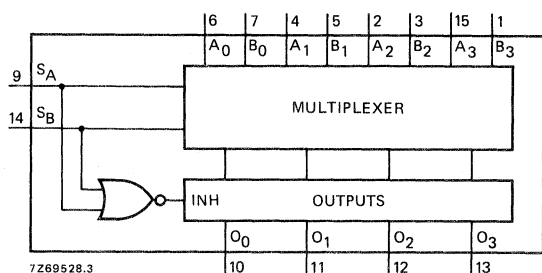 6 7 4 5 2 3 15 1
A0 B0 A1 B1 A2 B2 A3 B3
9 SA
MULTIPLEXER
14 SB
INH OUTPUTS
O0 O1 O2 O3
7Z69528.3 10 11 12 13